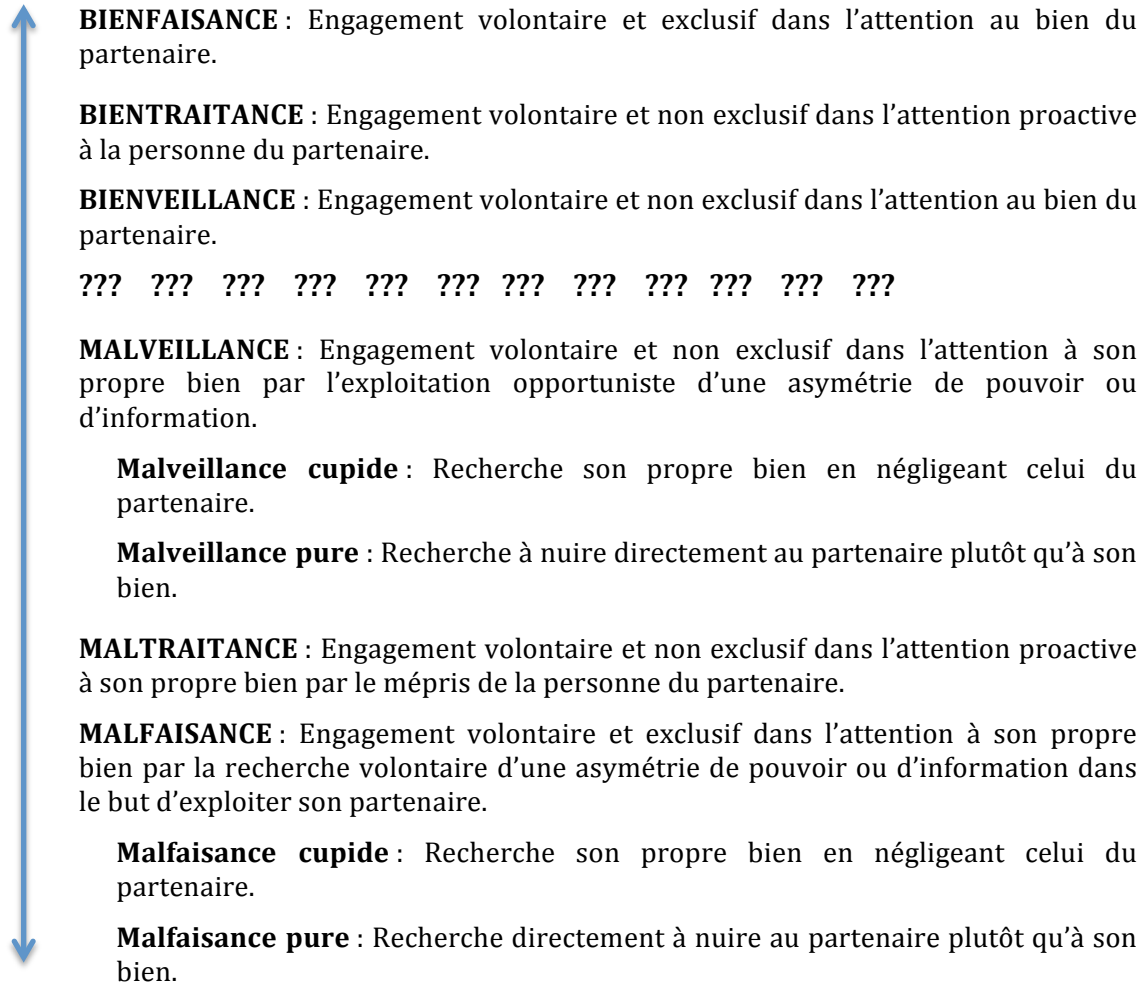 BIENFAISANCE : Engagement volontaire et exclusif dans l’attention au bien du
partenaire.
BIENTRAITANCE : Engagement volontaire et non exclusif dans l’attention proactive
à la personne du partenaire.
BIENVEILLANCE : Engagement volontaire et non exclusif dans l’attention au bien du
partenaire.
??? ??? ??? ??? ??? ??? ??? ??? ??? ??? ??? ???
MALVEILLANCE : Engagement volontaire et non exclusif dans l’attention à son
propre bien par l’exploitation opportuniste d’une asymétrie de pouvoir ou
d’information.
Malveillance cupide : Recherche son propre bien en négligeant celui du
partenaire.
Malveillance pure : Recherche à nuire directement au partenaire plutôt qu’à son
bien.
MALTRAITANCE : Engagement volontaire et non exclusif dans l’attention proactive
à son propre bien par le mépris de la personne du partenaire.
MALFAISANCE : Engagement volontaire et exclusif dans l’attention à son propre
bien par la recherche volontaire d’une asymétrie de pouvoir ou d’information dans
le but d’exploiter son partenaire.
Malfaisance cupide : Recherche son propre bien en négligeant celui du
partenaire.
Malfaisance pure : Recherche directement à nuire au partenaire plutôt qu’à son
bien.